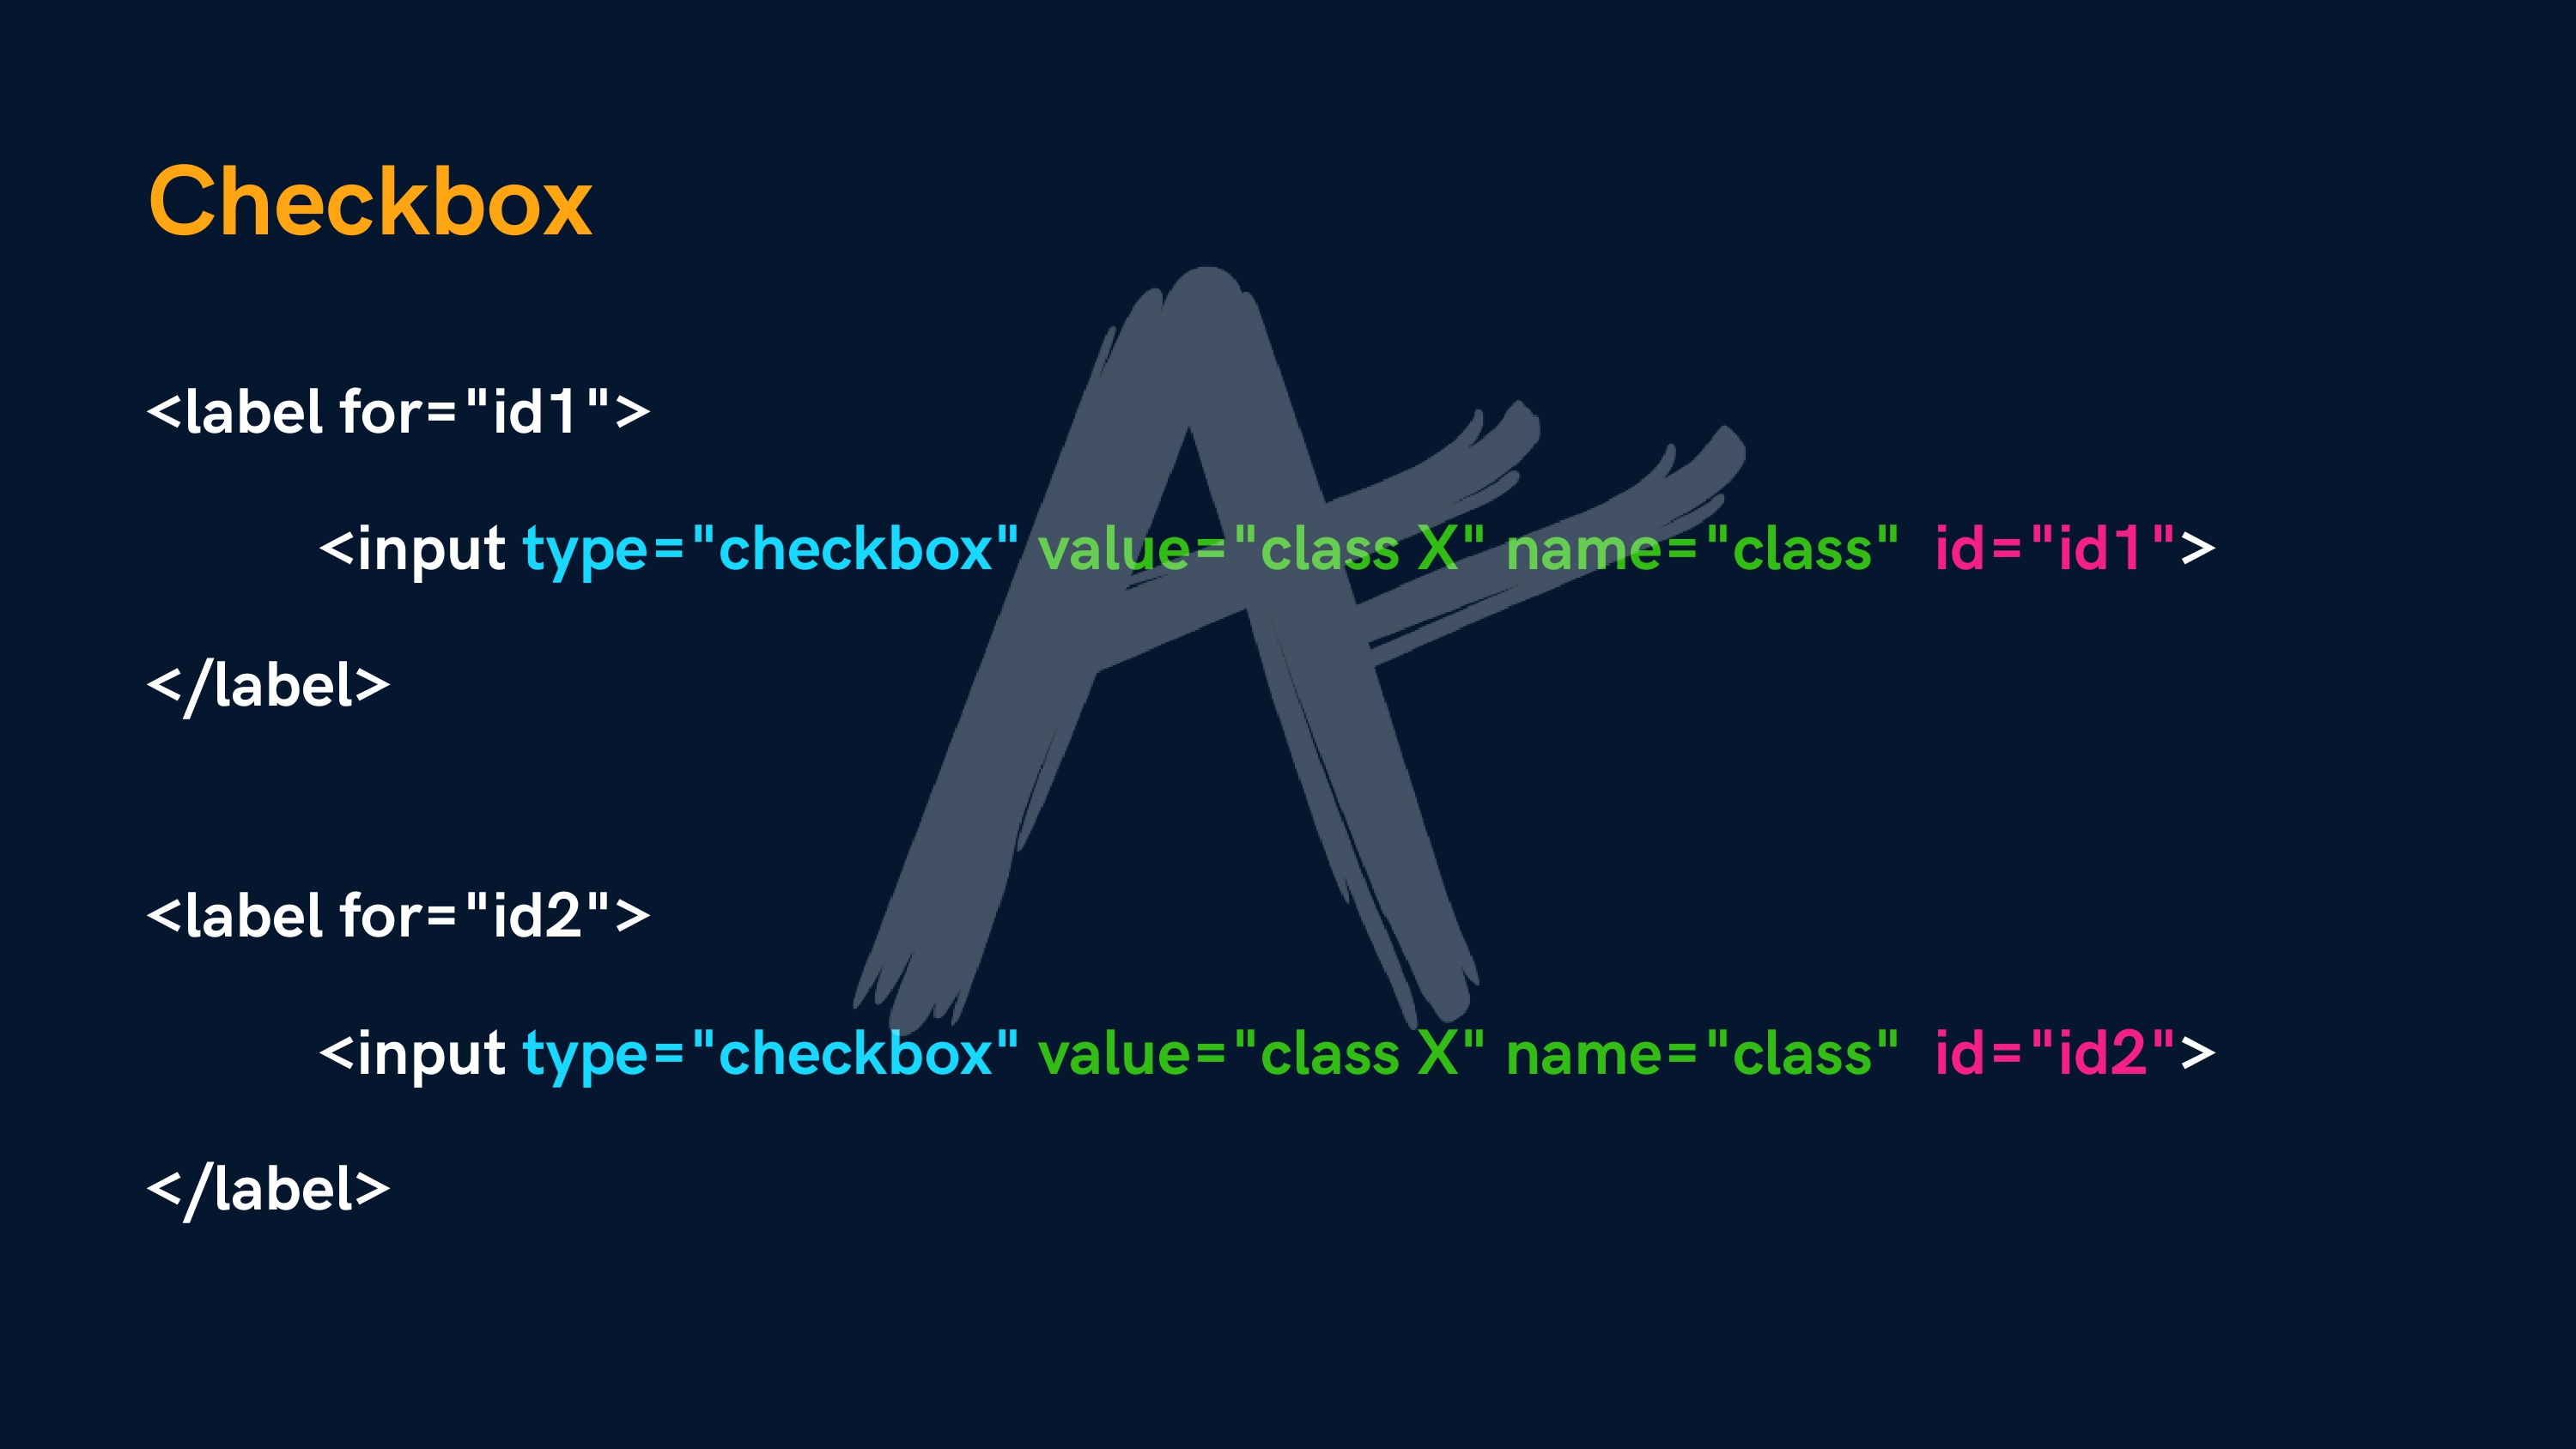 Checkbox
<label for="id1">
<input type="checkbox" value="class X" name="class" id="id1">
</label>
<label for="id2">
<input type="checkbox" value="class X" name="class" id="id2">
</label>